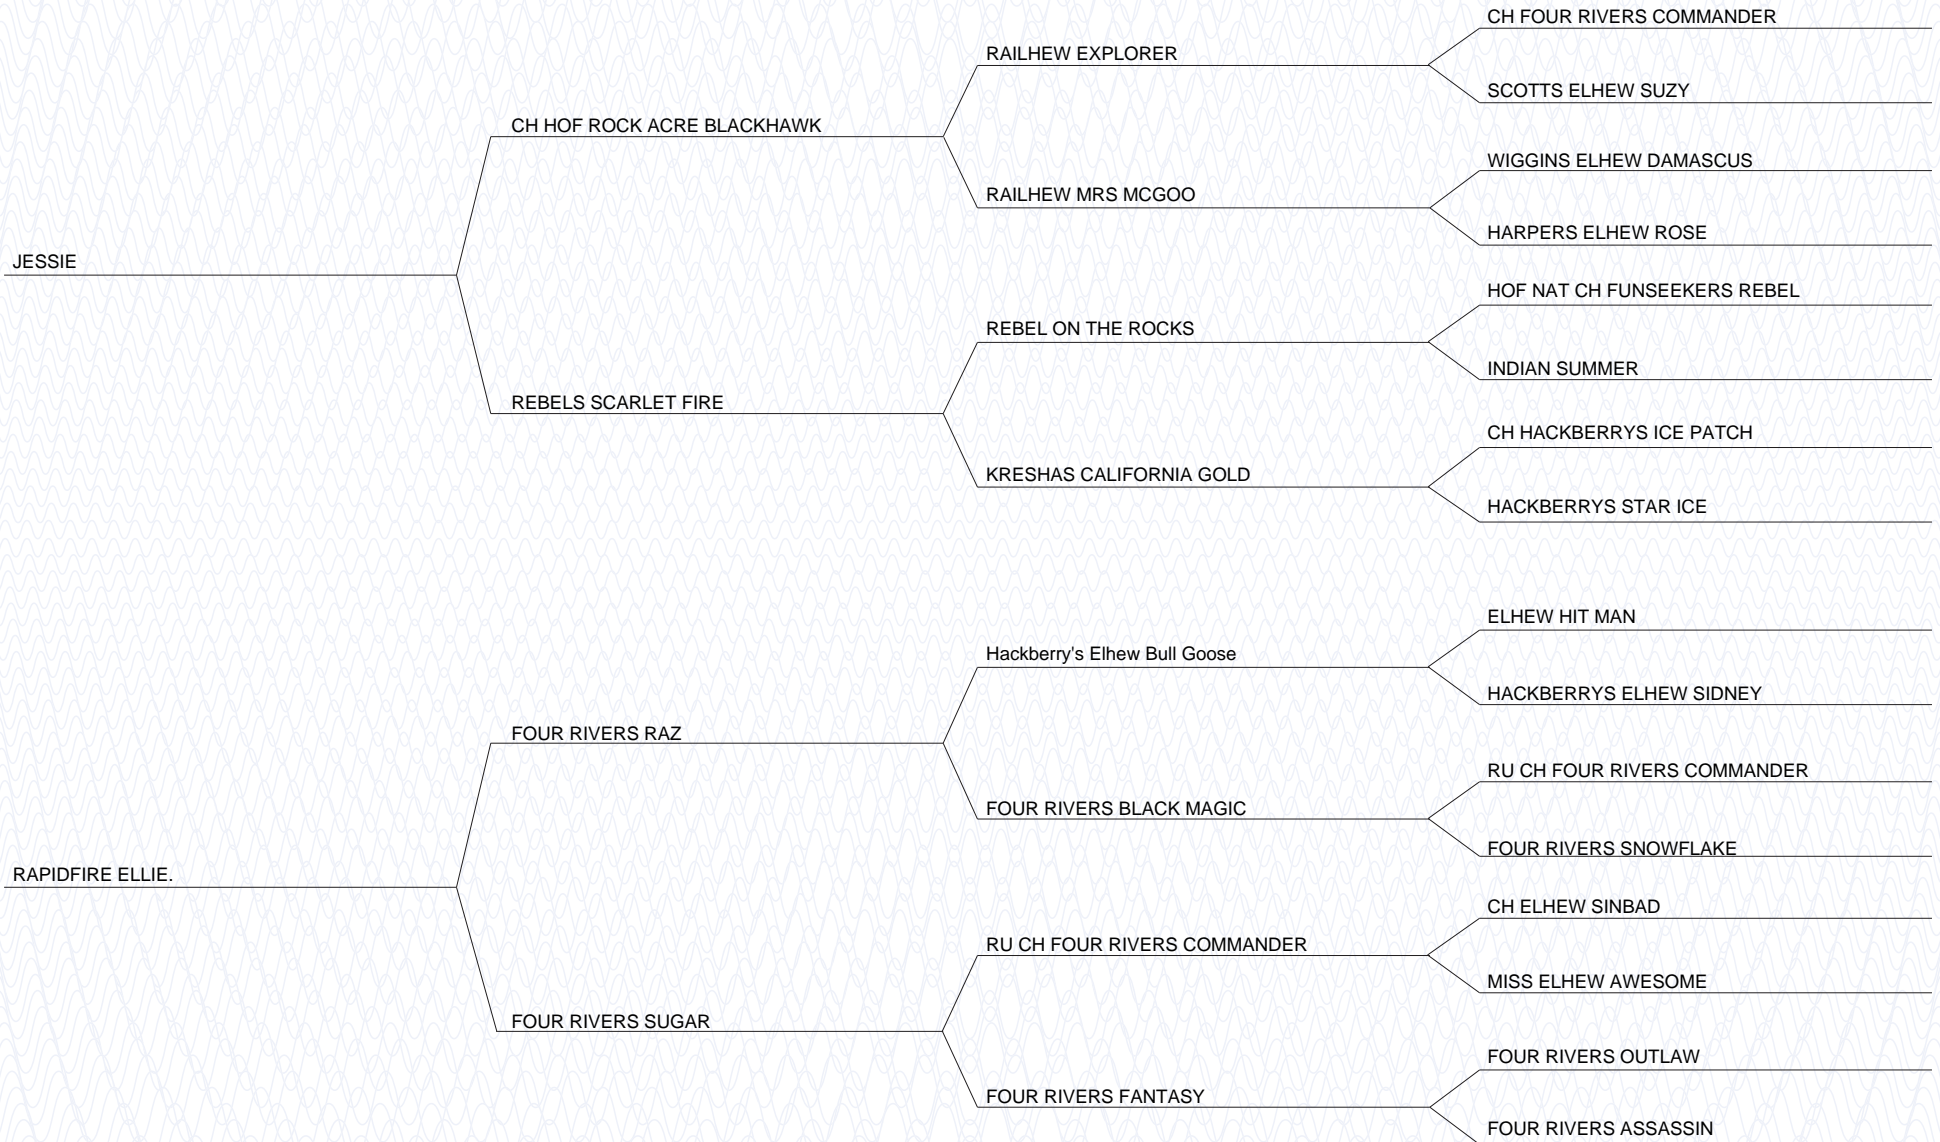 CH FOUR RIVERS COMMANDER
RAILHEW EXPLORER
SCOTTS ELHEW SUZY
CH HOF ROCK ACRE BLACKHAWK
WIGGINS ELHEW DAMASCUS
RAILHEW MRS MCGOO
HARPERS ELHEW ROSE
JESSIE
HOF NAT CH FUNSEEKERS REBEL
REBEL ON THE ROCKS
INDIAN SUMMER
REBELS SCARLET FIRE
CH HACKBERRYS ICE PATCH
KRESHAS CALIFORNIA GOLD
HACKBERRYS STAR ICE
ELHEW HIT MAN
Hackberry's Elhew Bull Goose
HACKBERRYS ELHEW SIDNEY
FOUR RIVERS RAZ
RU CH FOUR RIVERS COMMANDER
FOUR RIVERS BLACK MAGIC
FOUR RIVERS SNOWFLAKE
RAPIDFIRE ELLIE.
CH ELHEW SINBAD
RU CH FOUR RIVERS COMMANDER
MISS ELHEW AWESOME
FOUR RIVERS SUGAR
FOUR RIVERS OUTLAW
FOUR RIVERS FANTASY
FOUR RIVERS ASSASSIN